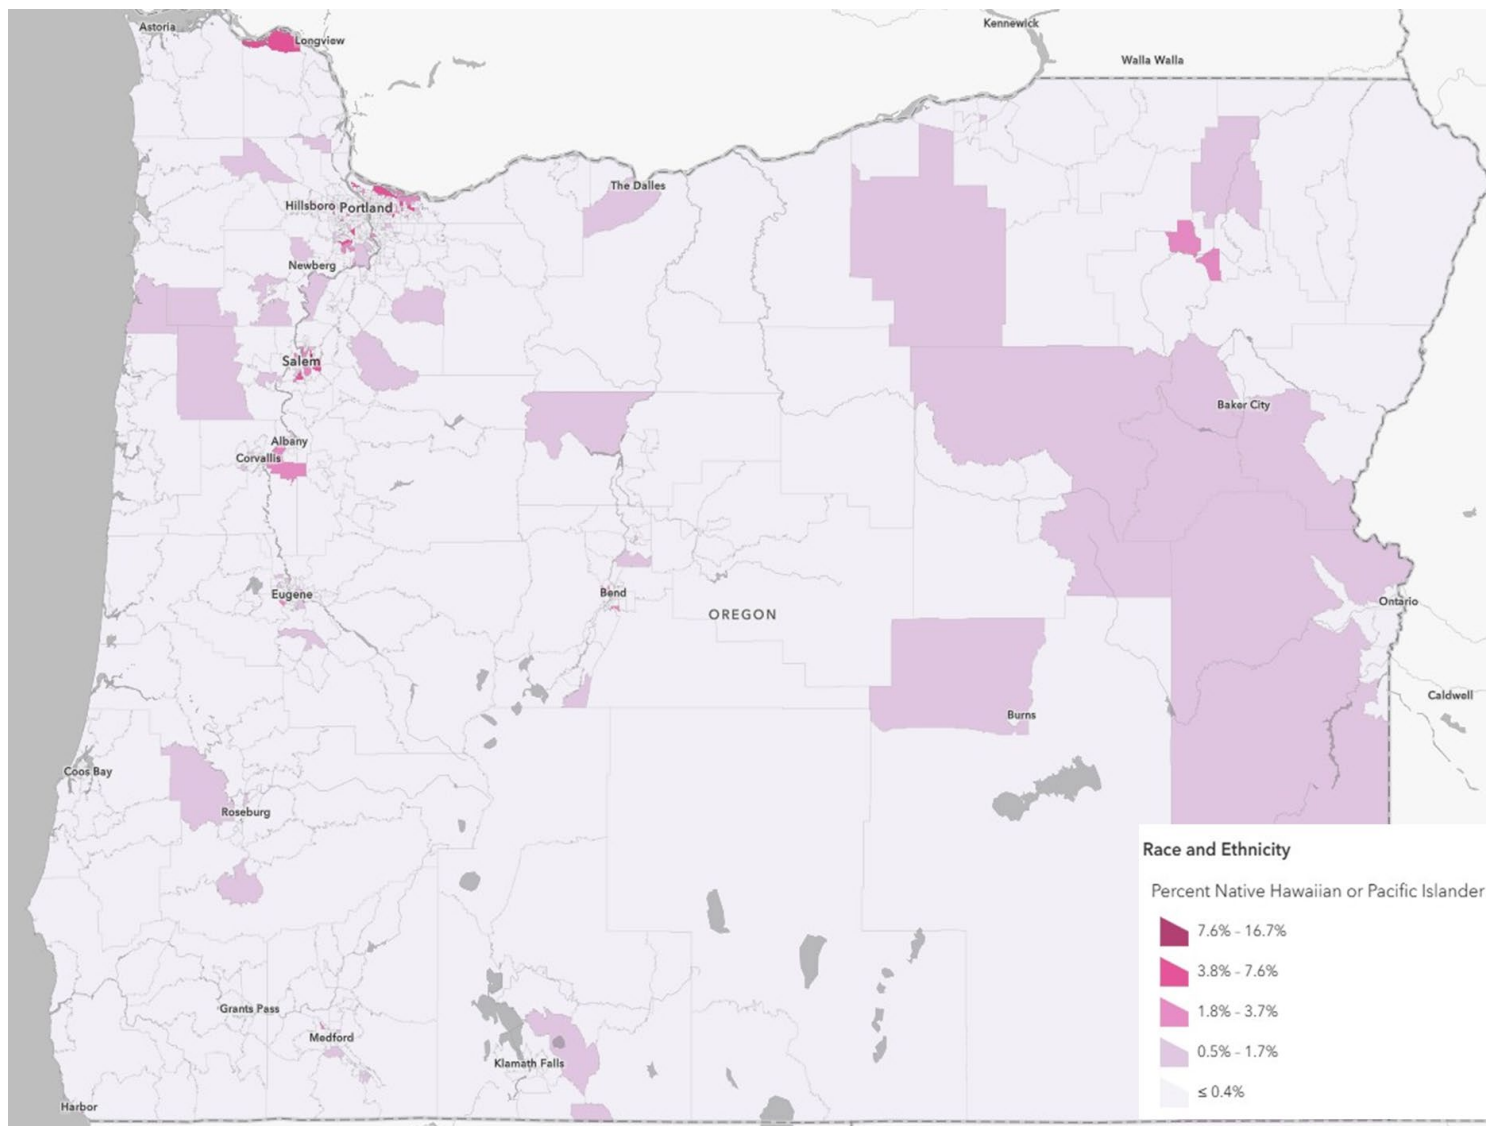 Astoria
Longview
Kennewick
Walla Walla
The Dalles
Hillsboro
Portland
Newberg
Salem
Baker City
Albany
Corvallis
Eugene
Bend
OREGON
Ontario
Caldwell
Burns
Coos Bay
Roseburg
Grants Pass
Medford
Klamath Falls
Harbor
Race and Ethnicity
Percent Native Hawaiian or Pacific Islander
7.6% - 16.7%
3.8% - 7.6%
1.8% - 3.7%
0.5% - 1.7%
≤ 0.4%